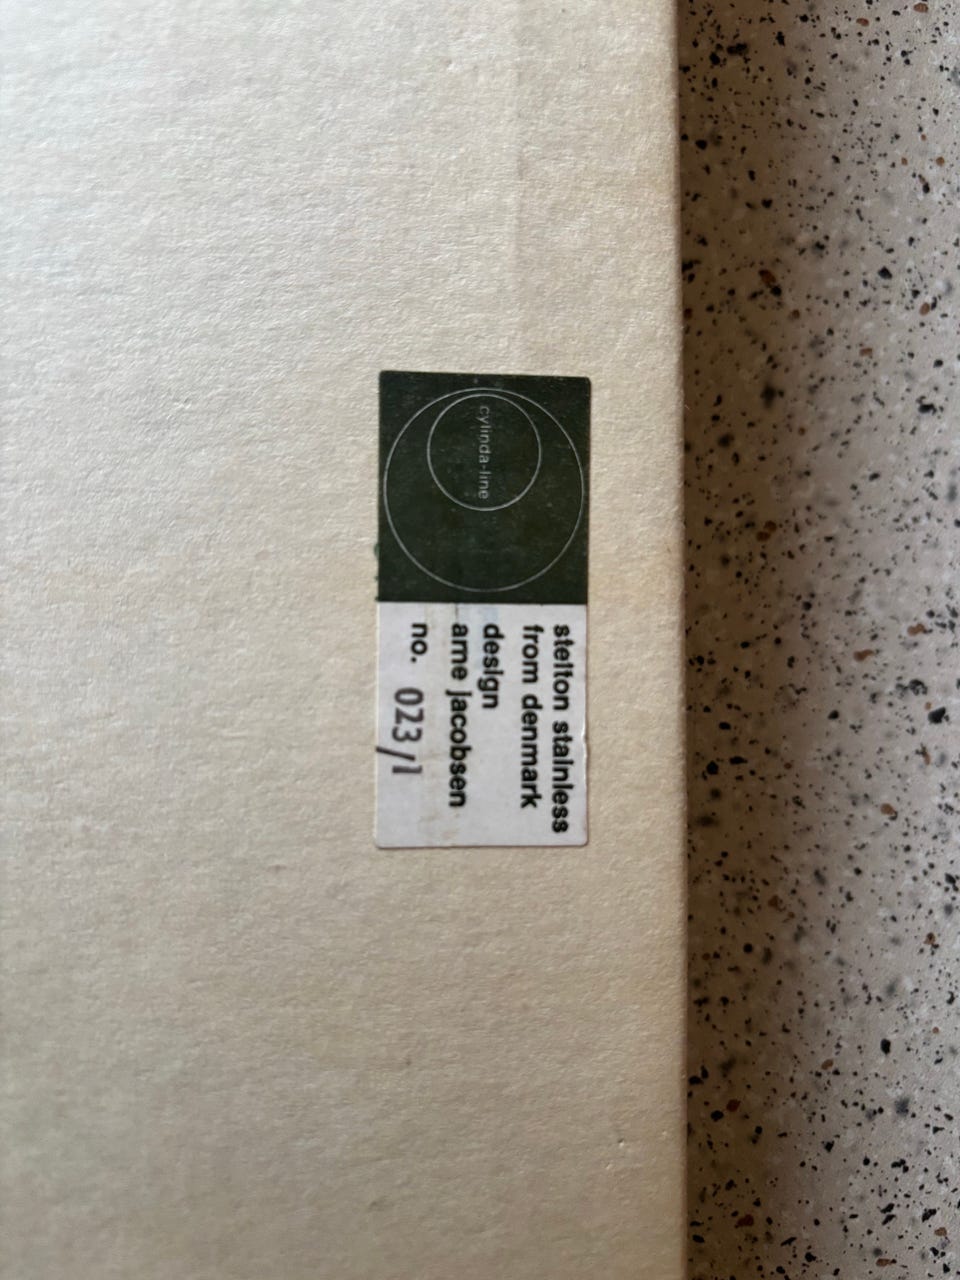 cylinda-line
stelton stainless
from denmark
design
arne jacobsen
no. 023/1